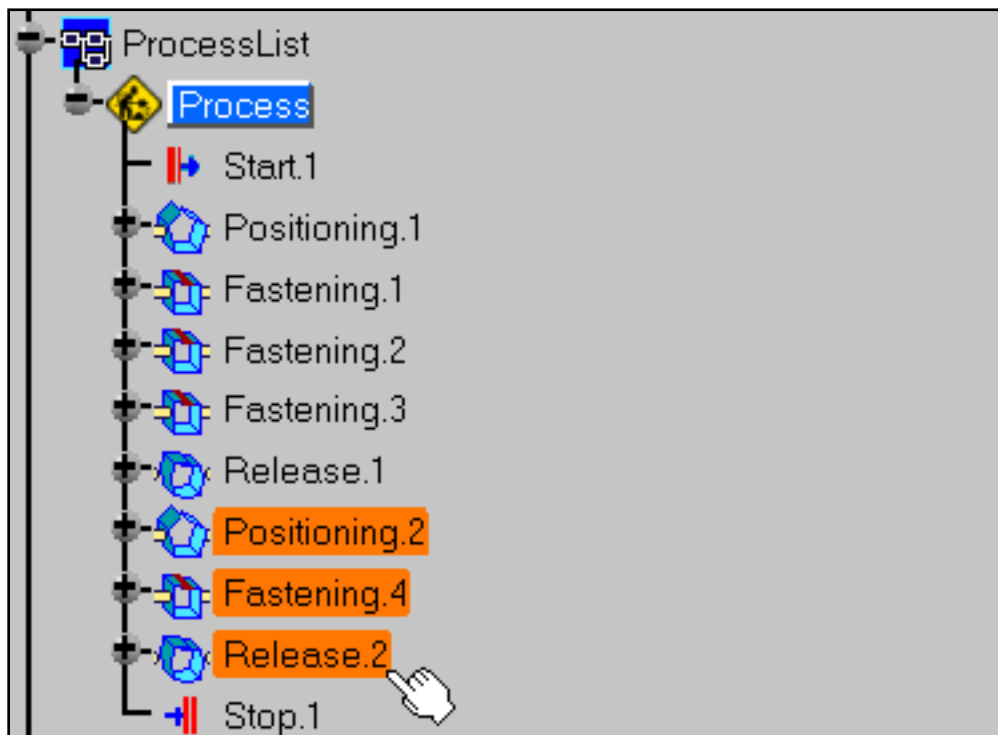 ProcessList
Process
Start.1
Positioning.1
Fastening.1
Fastening.2
Fastening.3
Release.1
Positioning.2
Fastening.4
Release.2
Stop.1